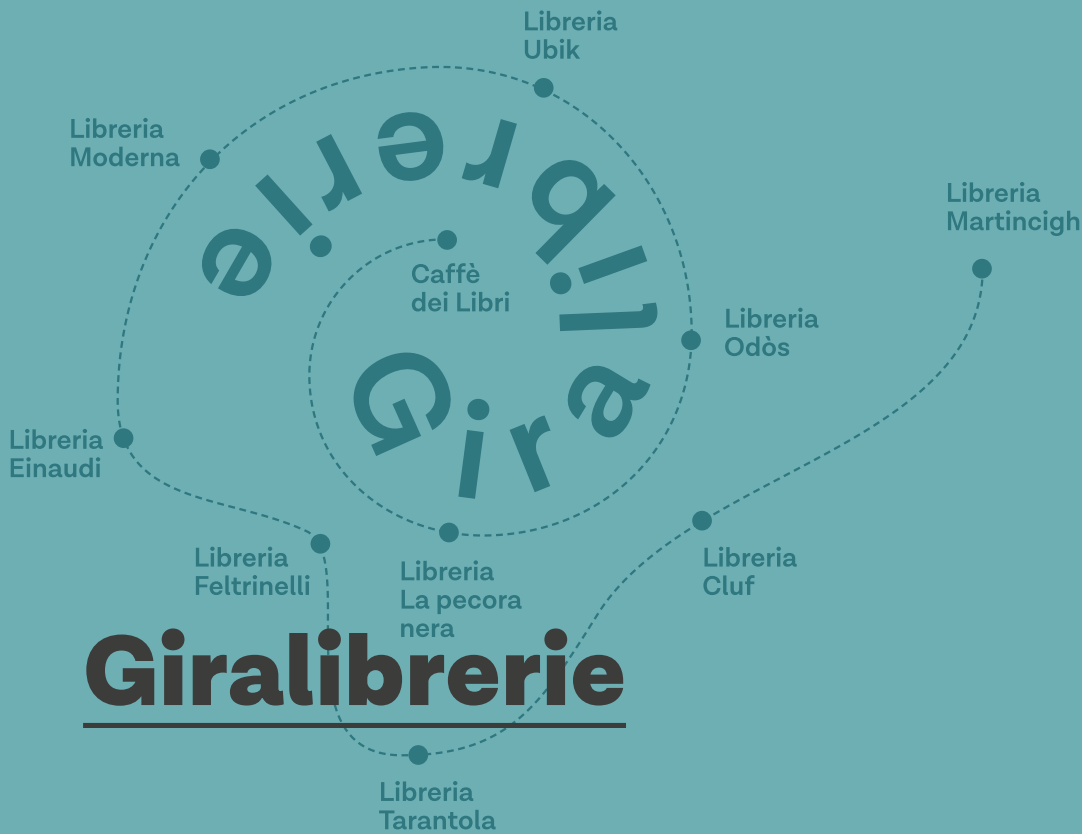 Libreria
Ubik
Libreria
Moderna
Libreria
Martincigh
Giralibrerie
Caffè
dei Libri
Libreria
Odòs
Libreria
Einaudi
Libreria
Feltrinelli
Libreria
La pecora
nera
Libreria
Cluf
Giralibrerie
Libreria
Tarantola